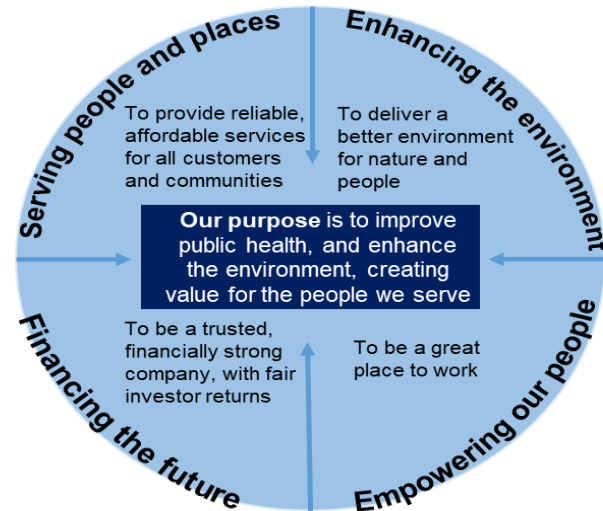 Serving people and places
Enhancing the environment
To provide reliable,
affordable services
for all customers
and communities
To deliver a
better environment
for nature and
people
Our purpose is to improve
public health, and enhance
the environment, creating
value for the people we serve
To be a trusted,
financially strong
company, with fair
investor returns
To be a great
place to work
Financing the future
Empowering our people